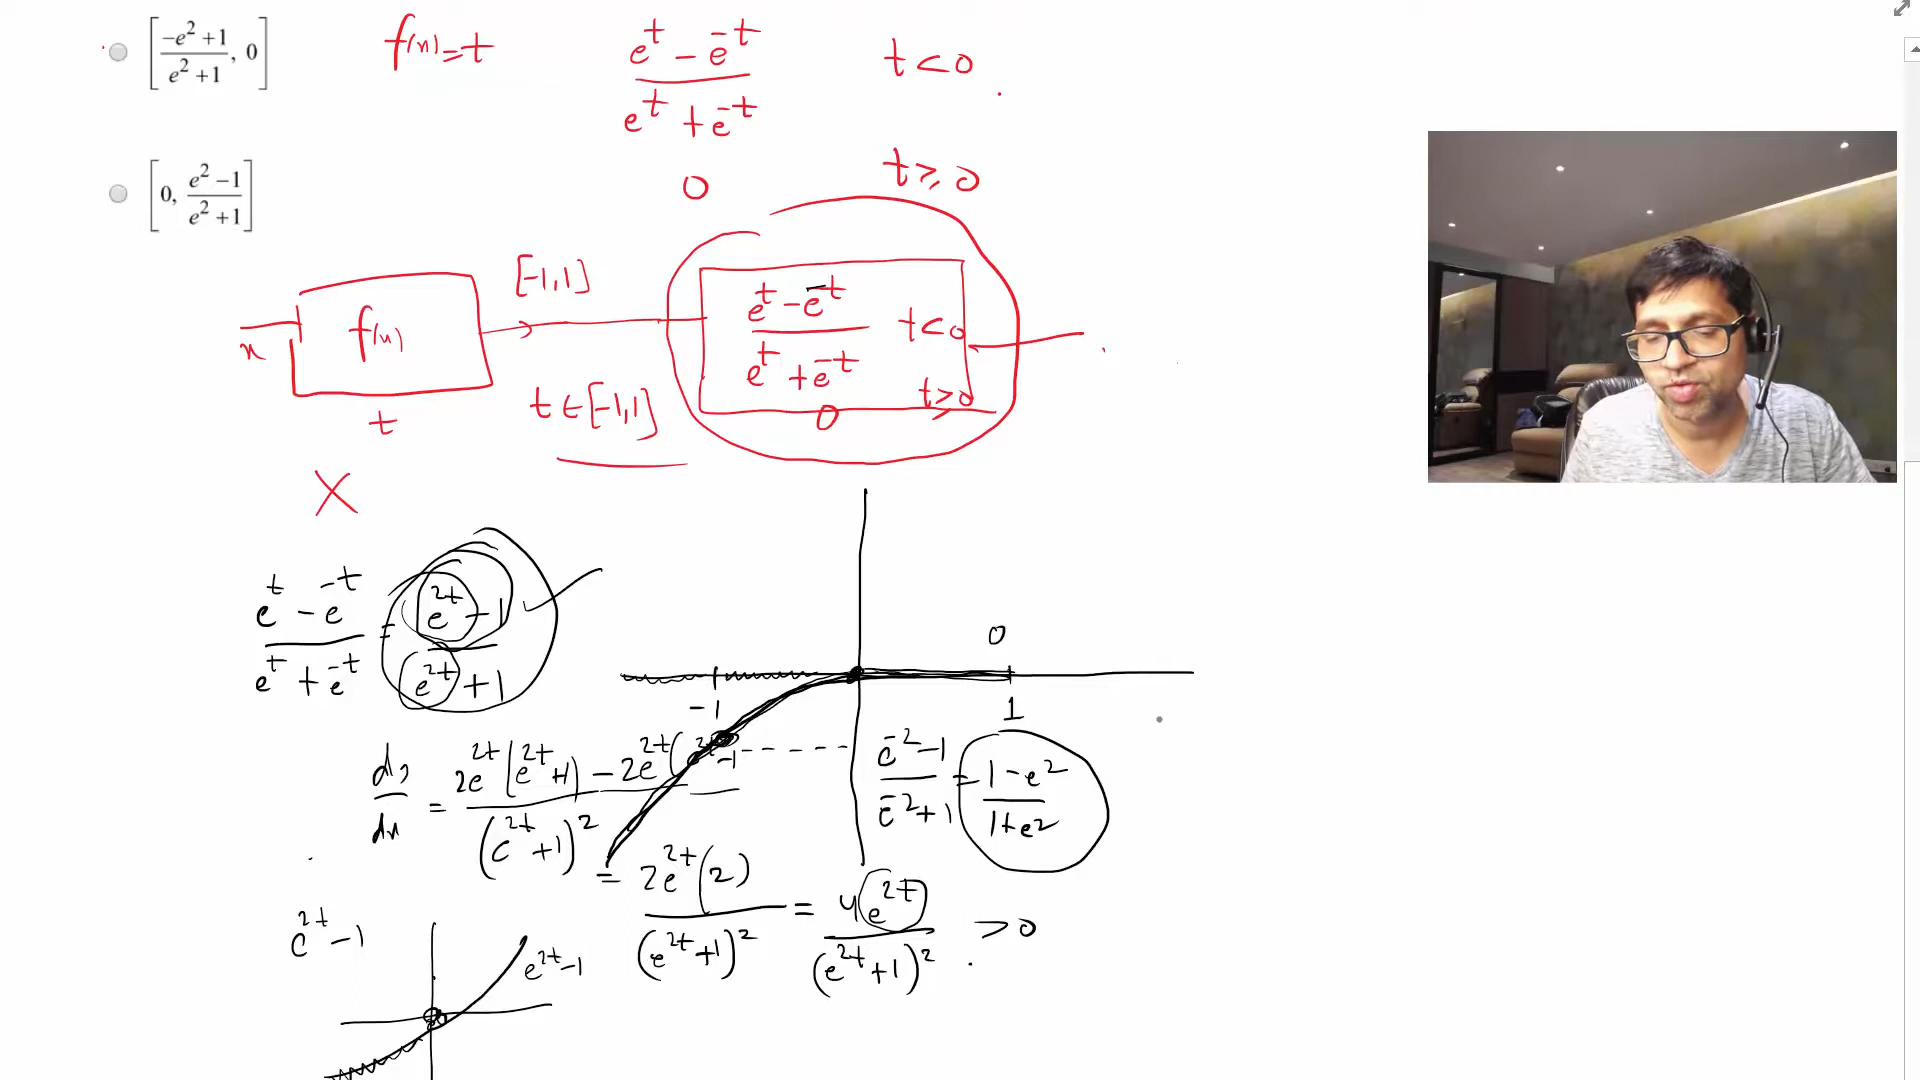 [(-e² + 1)/(e² + 1), 0]
f(x) = t
(e^t - e^-t)/(e^t + e^-t)
t < 0
0
t ≥ 0
[0, (e² - 1)/(e² + 1)]
x
f(x)
t
[-1, 1]
t ∈ [-1, 1]
(e^t - e^-t)/(e^t + e^-t)
t < 0
0
t ≥ 0
X
(e^t - e^-t)/(e^t + e^-t) = (e^2t - 1)/(e^2t + 1)
0
-1
1
dy/dx = 2e^2t(e^2t + 1) - 2e^2t(e^2t - 1)/(e^2t + 1)²
(e^-2 - 1)/(e^-2 + 1) = (1 - e²)/(1 + e²)
= 2e^2t(2)/(e^2t + 1)² = 4e^2t/(e^2t + 1)² > 0
e^2t - 1
e^2t - 1